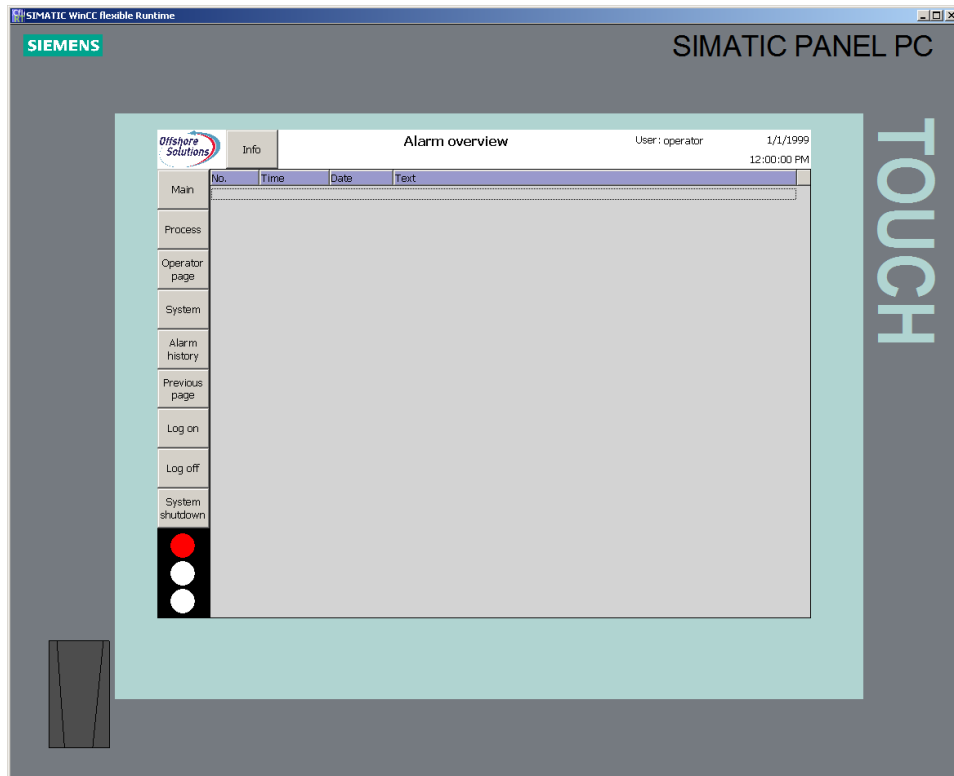 SIMATIC WinCC flexible Runtime
SIEMENS
SIMATIC PANEL PC
TOUCH
Offshore
Solutions
Info
Alarm overview
User: operator
1/1/1999
12:00:00 PM
No. Time Date Text
Main
Process
Operator
page
System
Alarm
history
Previous
page
Log on
Log off
System
shutdown